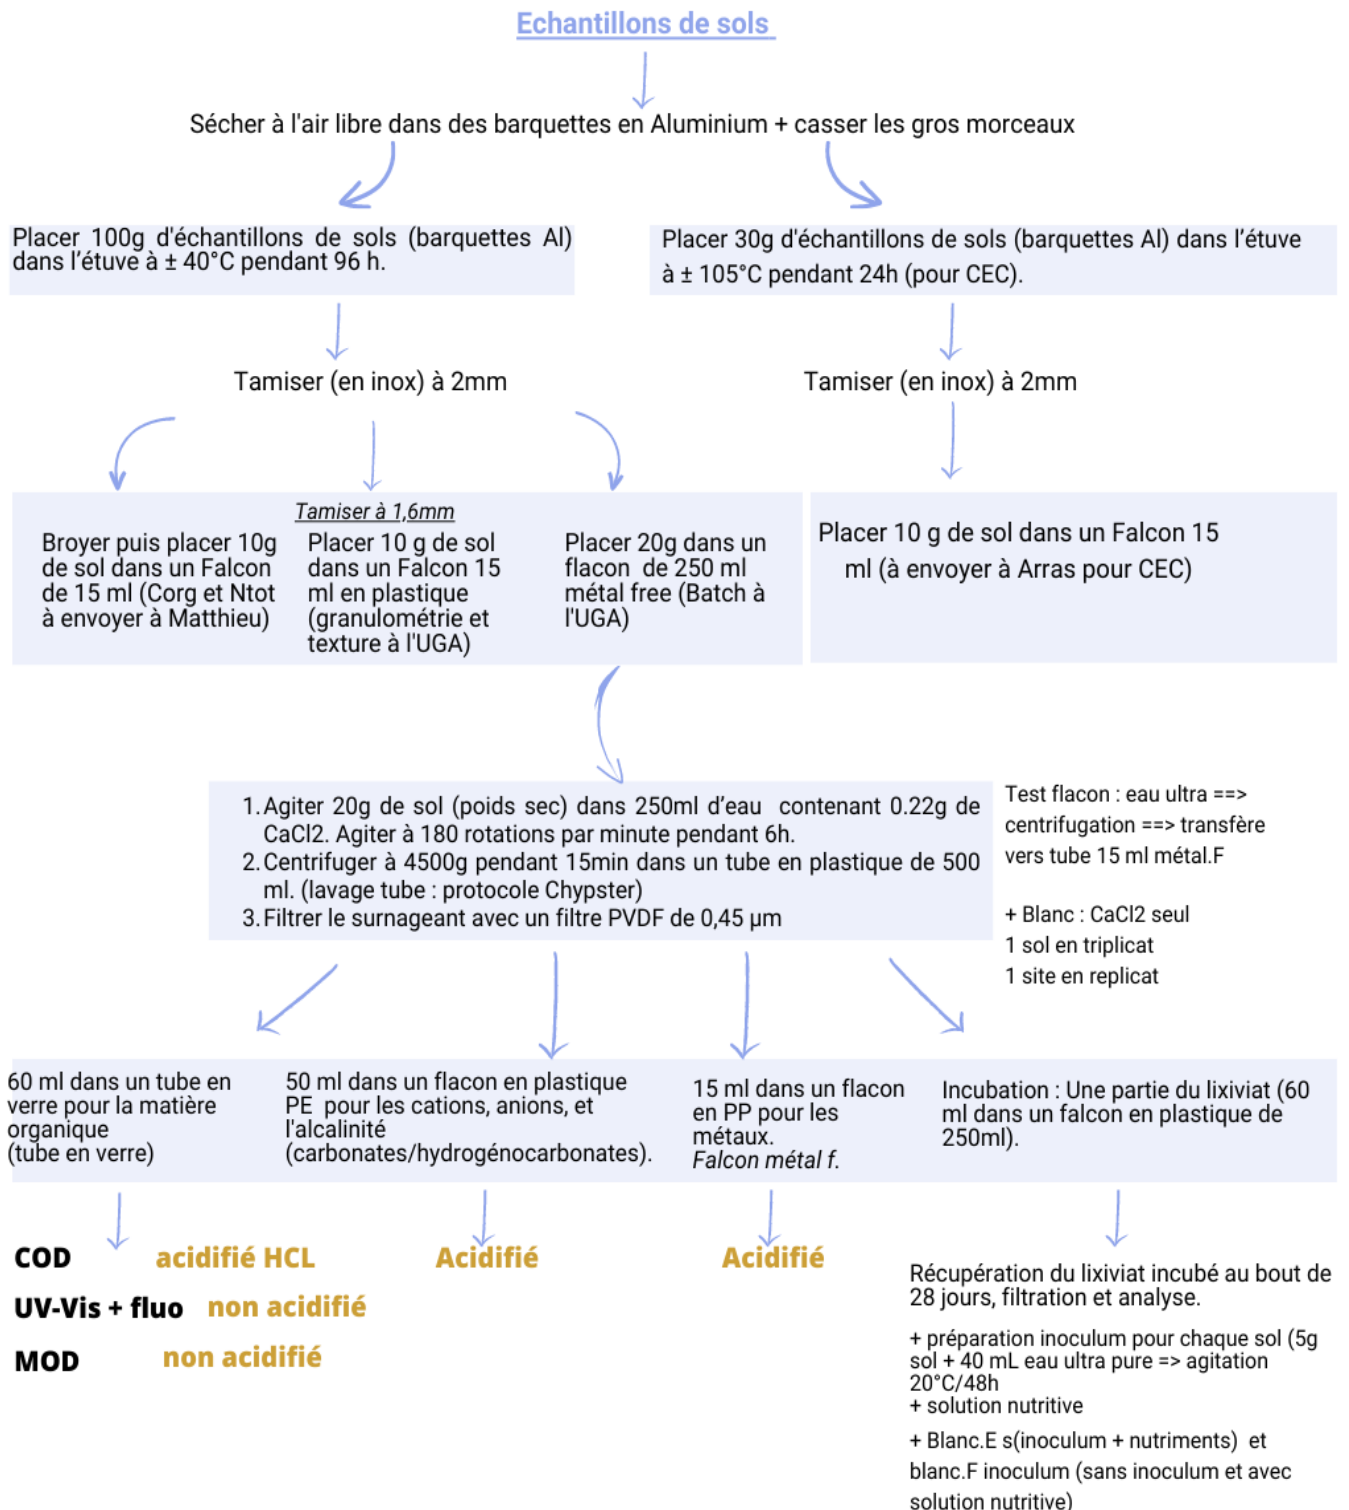 Echantillons de sols
Sécher à l'air libre dans des barquettes en Aluminium + casser les gros morceaux
Placer 100g d'échantillons de sols (barquettes Al)
dans l'étuve à ± 40°C pendant 96 h.
Placer 30g d'échantillons de sols (barquettes Al) dans l'étuve
à ± 105°C pendant 24h (pour CEC).
Tamiser (en inox) à 2mm
Tamiser (en inox) à 2mm
Broyer puis placer 10g
de sol dans un Falcon
de 15 ml (Corg et Ntot
à envoyer à Matthieu)
Tamiser à 1,6mm
Placer 10 g de sol
dans un Falcon 15
ml en plastique
(granulométrie et
texture à l'UGA)
Placer 20g dans un
flacon de 250 ml
métal free (Batch à
l'UGA)
Placer 10 g de sol dans un Falcon 15
ml (à envoyer à Arras pour CEC)
1. Agiter 20g de sol (poids sec) dans 250ml d'eau contenant 0.22g de
CaCl2. Agiter à 180 rotations par minute pendant 6h.
2. Centrifuger à 4500g pendant 15min dans un tube en plastique de 500
ml. (lavage tube : protocole Chypster)
3. Filtrer le surnageant avec un filtre PVDF de 0,45 µm
Test flacon : eau ultra ==>
centrifugation ==> transfère
vers tube 15 ml métal.F
+ Blanc : CaCl2 seul
1 sol en triplicat
1 site en replicat
60 ml dans un tube en
verre pour la matière
organique
(tube en verre)
50 ml dans un flacon en plastique
PE pour les cations, anions, et
l'alcalinité
(carbonates/hydrogénocarbonates).
15 ml dans un flacon
en PP pour les
métaux.
Falcon métal f.
Incubation : Une partie du lixiviat (60
ml dans un falcon en plastique de
250ml).
COD acidifié HCL
UV-Vis + fluo non acidifié
MOD non acidifié
Acidifié
Acidifié
Récupération du lixiviat incubé au bout de
28 jours, filtration et analyse.
+ préparation inoculum pour chaque sol (5g
sol + 40 mL eau ultra pure => agitation
20°C/48h
+ solution nutritive
+ Blanc.E s(inoculum + nutriments) et
blanc.F inoculum (sans inoculum et avec
solution nutritive)